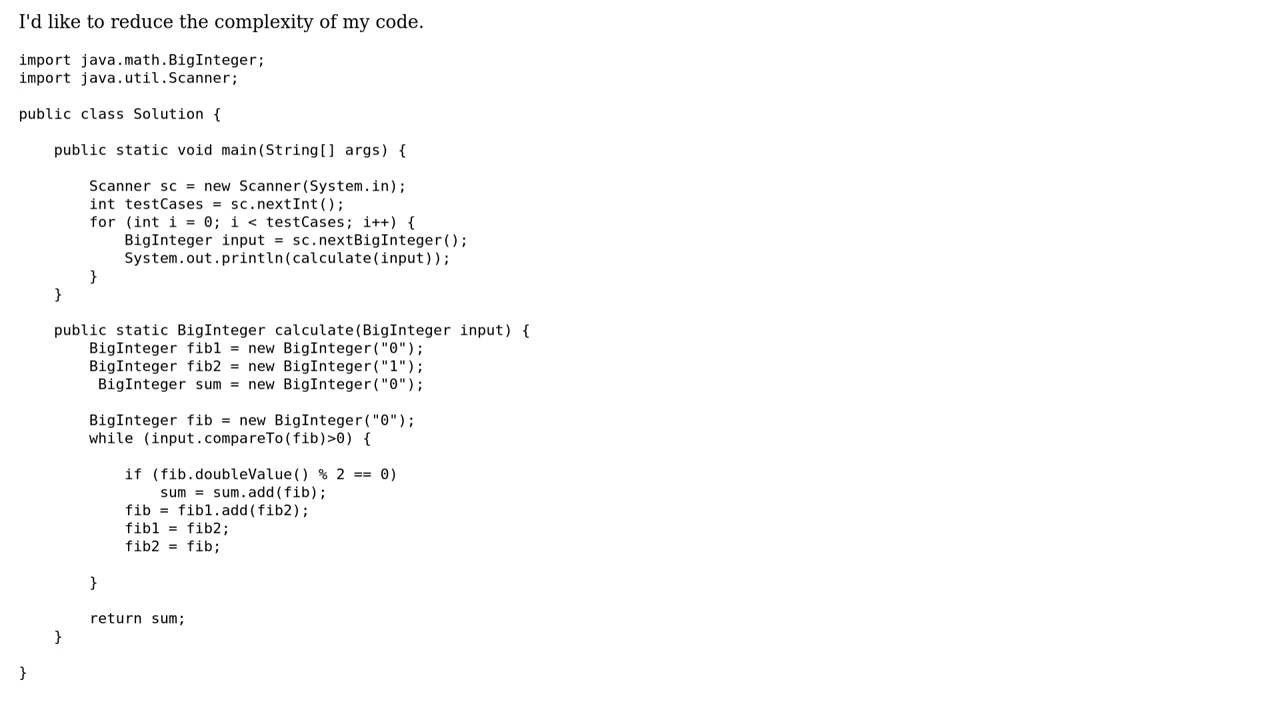 I'd like to reduce the complexity of my code.
import java.math.BigInteger;
import java.util.Scanner;
public class Solution {
    public static void main(String[] args) {
        Scanner sc = new Scanner(System.in);
        int testCases = sc.nextInt();
        for (int i = 0; i < testCases; i++) {
            BigInteger input = sc.nextBigInteger();
            System.out.println(calculate(input));
        }
    }
    public static BigInteger calculate(BigInteger input) {
        BigInteger fib1 = new BigInteger("0");
        BigInteger fib2 = new BigInteger("1");
         BigInteger sum = new BigInteger("0");
        BigInteger fib = new BigInteger("0");
        while (input.compareTo(fib)>0) {
            if (fib.doubleValue() % 2 == 0)
                sum = sum.add(fib);
            fib = fib1.add(fib2);
            fib1 = fib2;
            fib2 = fib;
        }
        return sum;
    }
}